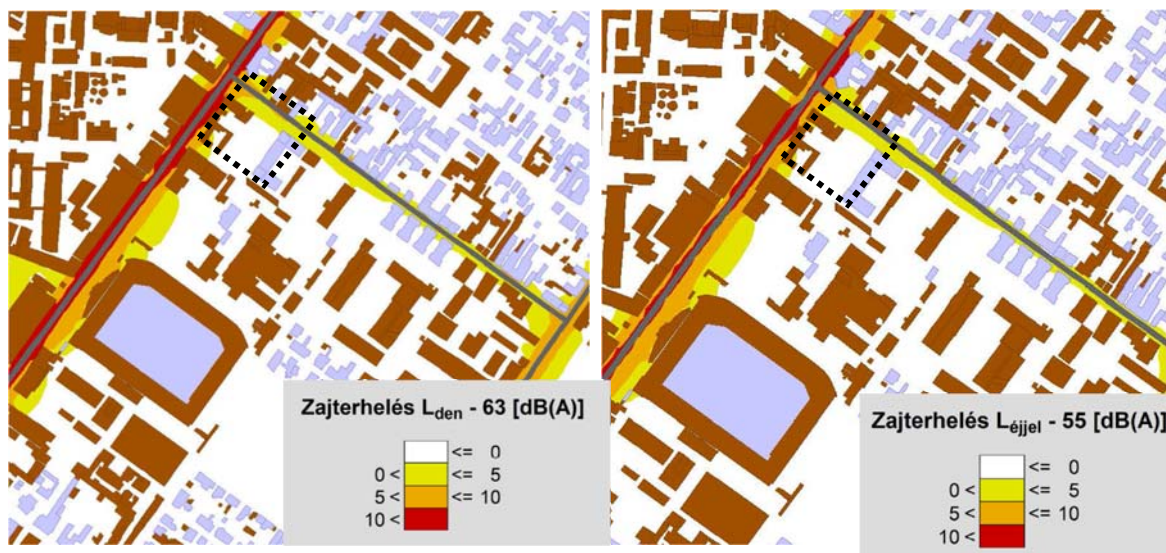 Zajterhelés Lden - 63 [dB(A)]
<= 0
0 < <= 5
5 < <= 10
10 <
Zajterhelés Léjjel - 55 [dB(A)]
<= 0
0 < <= 5
5 < <= 10
10 <